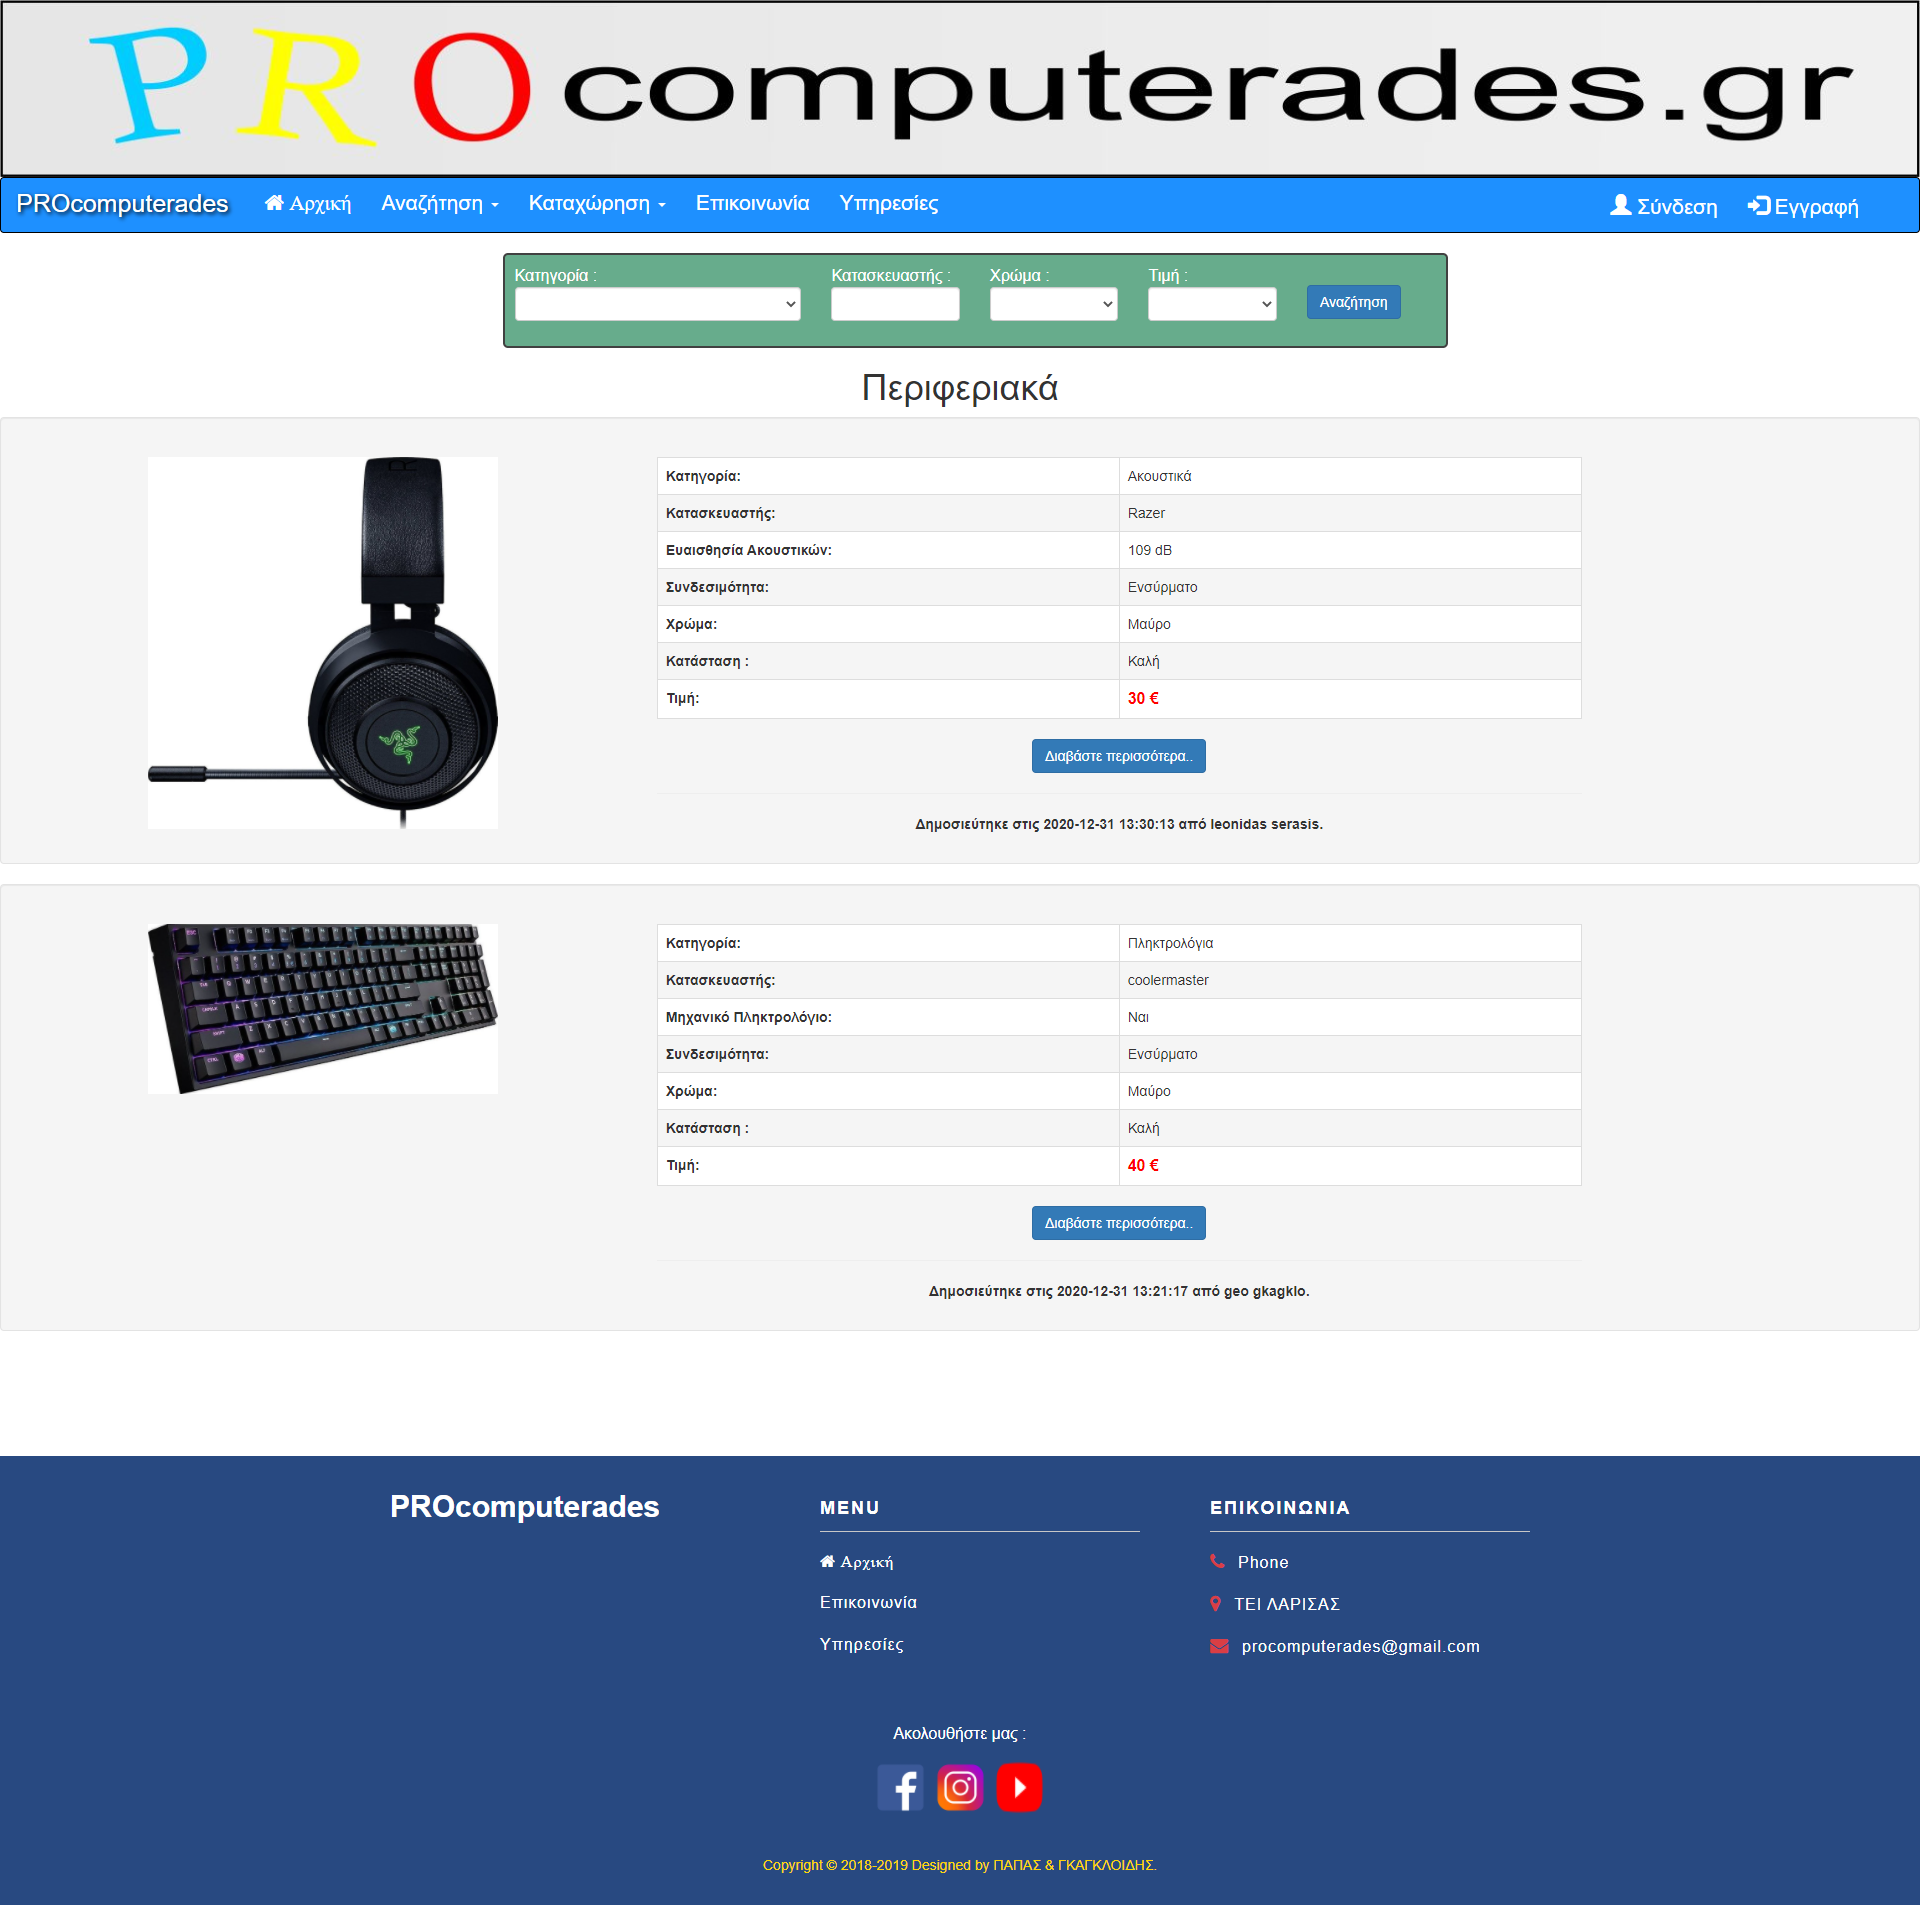 PROcomputerades.gr
PROcomputerades Αρχική Αναζήτηση Καταχώρηση Επικοινωνία Υπηρεσίες Σύνδεση Εγγραφή
Κατηγορία : Κατασκευαστής : Χρώμα : Τιμή :
Αναζήτηση
Περιφεριακά
Κατηγορία: Ακουστικά
Κατασκευαστής: Razer
Ευαισθησία Ακουστικών: 109 dB
Συνδεσιμότητα: Ενσύρματο
Χρώμα: Μαύρο
Κατάσταση : Καλή
Τιμή: 30 €
Διαβάστε περισσότερα..
Δημοσιεύτηκε στις 2020-12-31 13:30:13 από leonidas serasis.
Κατηγορία: Πληκτρολόγια
Κατασκευαστής: coolermaster
Μηχανικό Πληκτρολόγιο: Ναι
Συνδεσιμότητα: Ενσύρματο
Χρώμα: Μαύρο
Κατάσταση : Καλή
Τιμή: 40 €
Διαβάστε περισσότερα..
Δημοσιεύτηκε στις 2020-12-31 13:21:17 από geo gkagklo.
PROcomputerades
MENU
Αρχική
Επικοινωνία
Υπηρεσίες
ΕΠΙΚΟΙΝΩΝΙΑ
Phone
ΤΕΙ ΛΑΡΙΣΑΣ
procomputerades@gmail.com
Ακολουθήστε μας :
Copyright © 2018-2019 Designed by ΠΑΠΑΣ & ΓΚΑΓΚΛΟΙΔΗΣ.